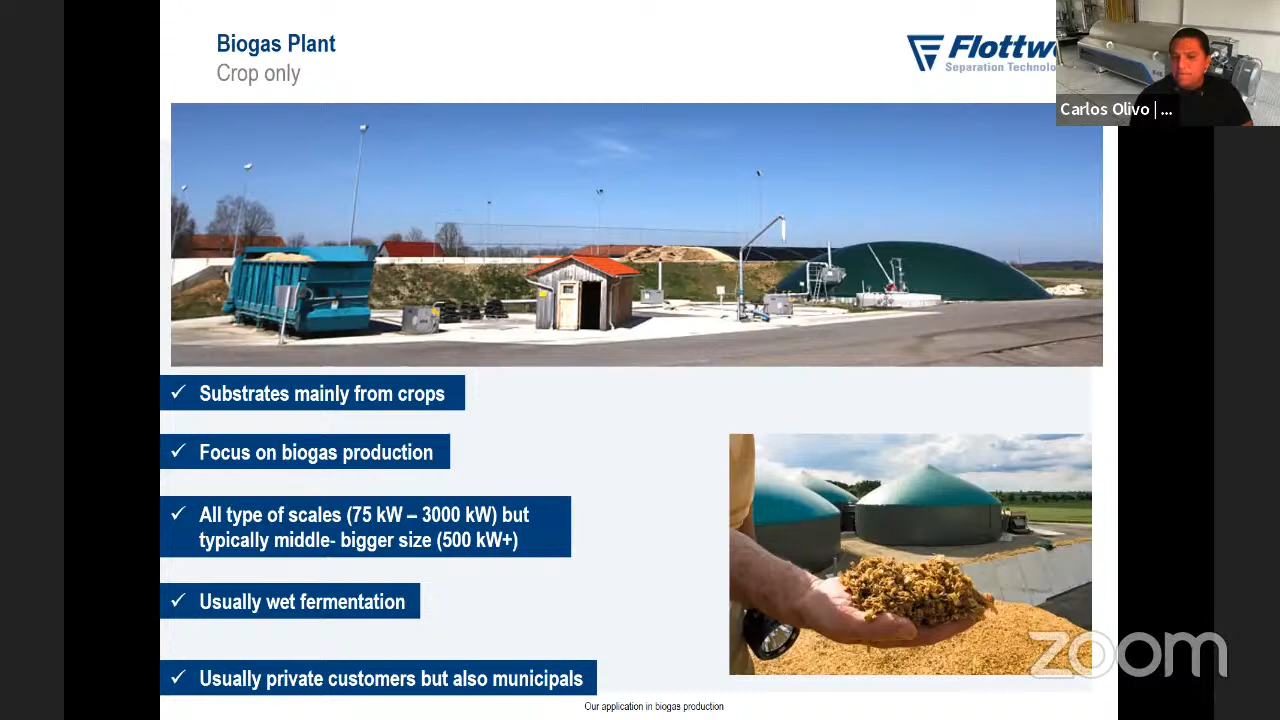 Biogas Plant
Crop only
Flottw
Separation Technolo
Carlos Olivo | ...
✓ Substrates mainly from crops
✓ Focus on biogas production
✓ All type of scales (75 kW – 3000 kW) but
typically middle- bigger size (500 kW+)
✓ Usually wet fermentation
✓ Usually private customers but also municipals
zoom
Our application in biogas production